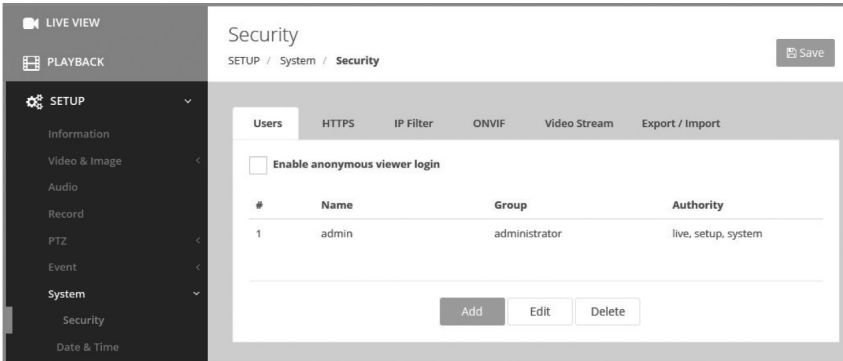 LIVE VIEW
PLAYBACK
SETUP
Information
Video & Image
Audio
Record
PTZ
Event
System
Security
Date & Time
Security
SETUP / System / Security
Save
Users HTTPS IP Filter ONVIF Video Stream Export / Import
Enable anonymous viewer login
# Name Group Authority
1 admin administrator live, setup, system
Add Edit Delete